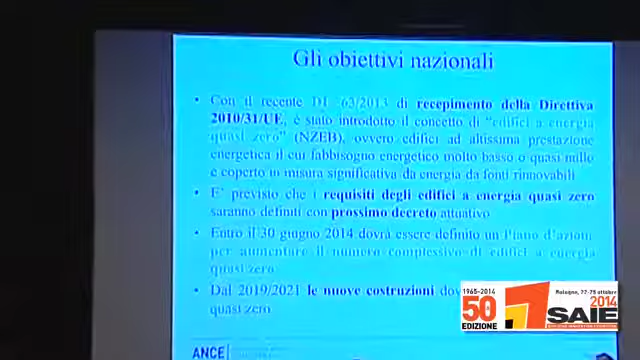 Gli obiettivi nazionali
• Con il recente DL 63/2013 di recepimento della Direttiva
2010/31/UE, è stato introdotto il concetto di "edifici a energia
quasi zero" (NZEB), ovvero edifici ad altissima prestazione
energetica il cui fabbisogno energetico molto basso o quasi nullo
è coperto in misura significativa da energia da fonti rinnovabili
• E' previsto che i requisiti degli edifici a energia quasi zero
saranno definiti con prossimo decreto attuativo
• Entro il 30 giugno 2014 dovrà essere definito un Piano d'azione
per aumentare il numero complessivo di edifici a energia
quasi zero
• Dal 2019/2021 le nuove costruzioni
quasi zero
ANCE
1965-2014
50
EDIZIONE
Bologna, 22-25 ottobre
2014
SAIE